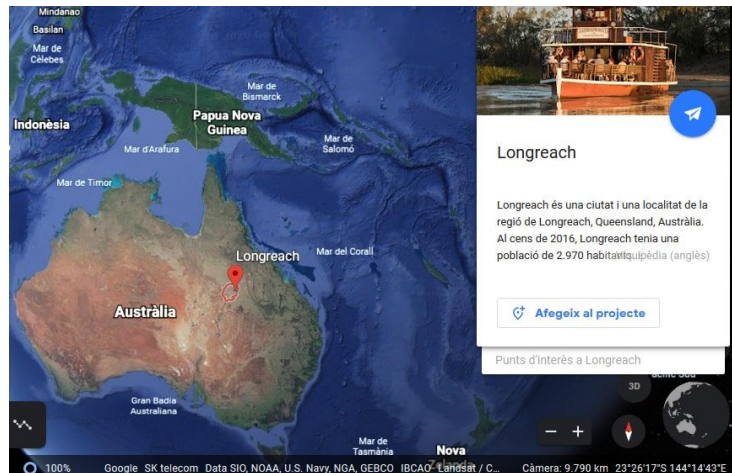 Mindanao
Basilan
Mar de
Cèlebes
Mar de
Bismarck
Indonèsia
Papua Nova
Guinea
Mar d'Arafura
Mar de
Salomó
Mar de Timor
Longreach
Mar del Corall
Austràlia
Gran Badia
Australiana
Mar de
Tasmània
Nova
Zelanda
Longreach
Longreach és una ciutat i una localitat de la
regió de Longreach, Queensland, Austràlia.
Al cens de 2016, Longreach tenia una
població de 2.970 habitants. Viquipèdia (anglès)
Afegeix al projecte
Punts d'interès a Longreach
3D
100% Google SK telecom Data SIO, NOAA, U.S. Navy, NGA, GEBCO IBCAO Landsat / C... Càmera: 9.790 km 23°26'17"S 144°14'43"E